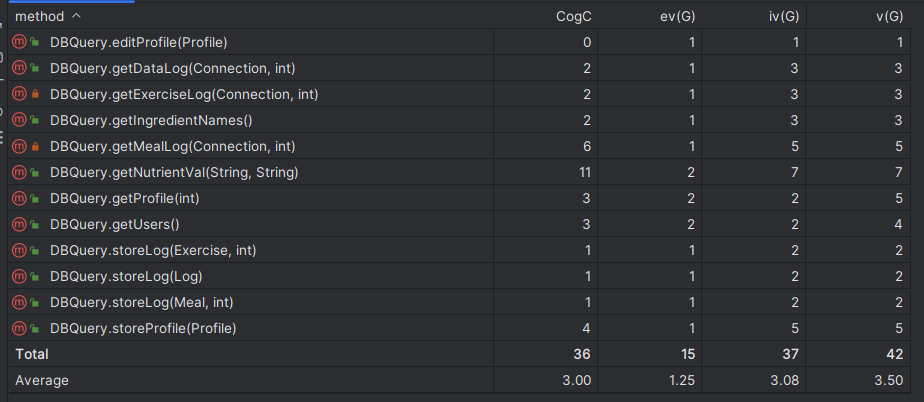 method CogC ev(G) iv(G) v(G)
DBQuery.editProfile(Profile) 0 1 1 1
DBQuery.getDataLog(Connection, int) 2 1 3 3
DBQuery.getExerciseLog(Connection, int) 2 1 3 3
DBQuery.getIngredientNames() 2 1 3 3
DBQuery.getMealLog(Connection, int) 6 1 5 5
DBQuery.getNutrientVal(String, String) 11 2 7 7
DBQuery.getProfile(int) 3 2 2 5
DBQuery.getUsers() 3 2 2 4
DBQuery.storeLog(Exercise, int) 1 1 2 2
DBQuery.storeLog(Log) 1 1 2 2
DBQuery.storeLog(Meal, int) 1 1 2 2
DBQuery.storeProfile(Profile) 4 1 5 5
Total 36 15 37 42
Average 3.00 1.25 3.08 3.50